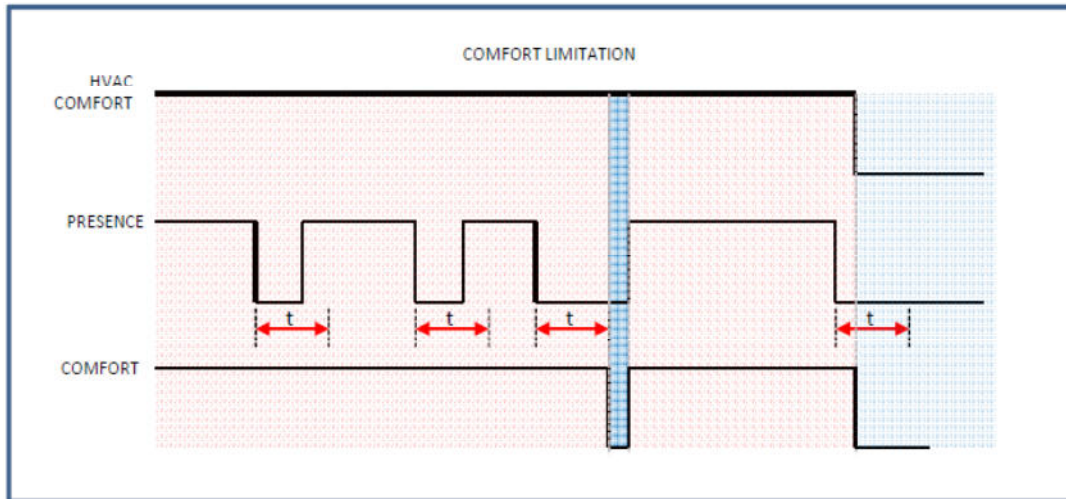 COMFORT LIMITATION
HVAC
COMFORT
PRESENCE
t
t
t
t
COMFORT